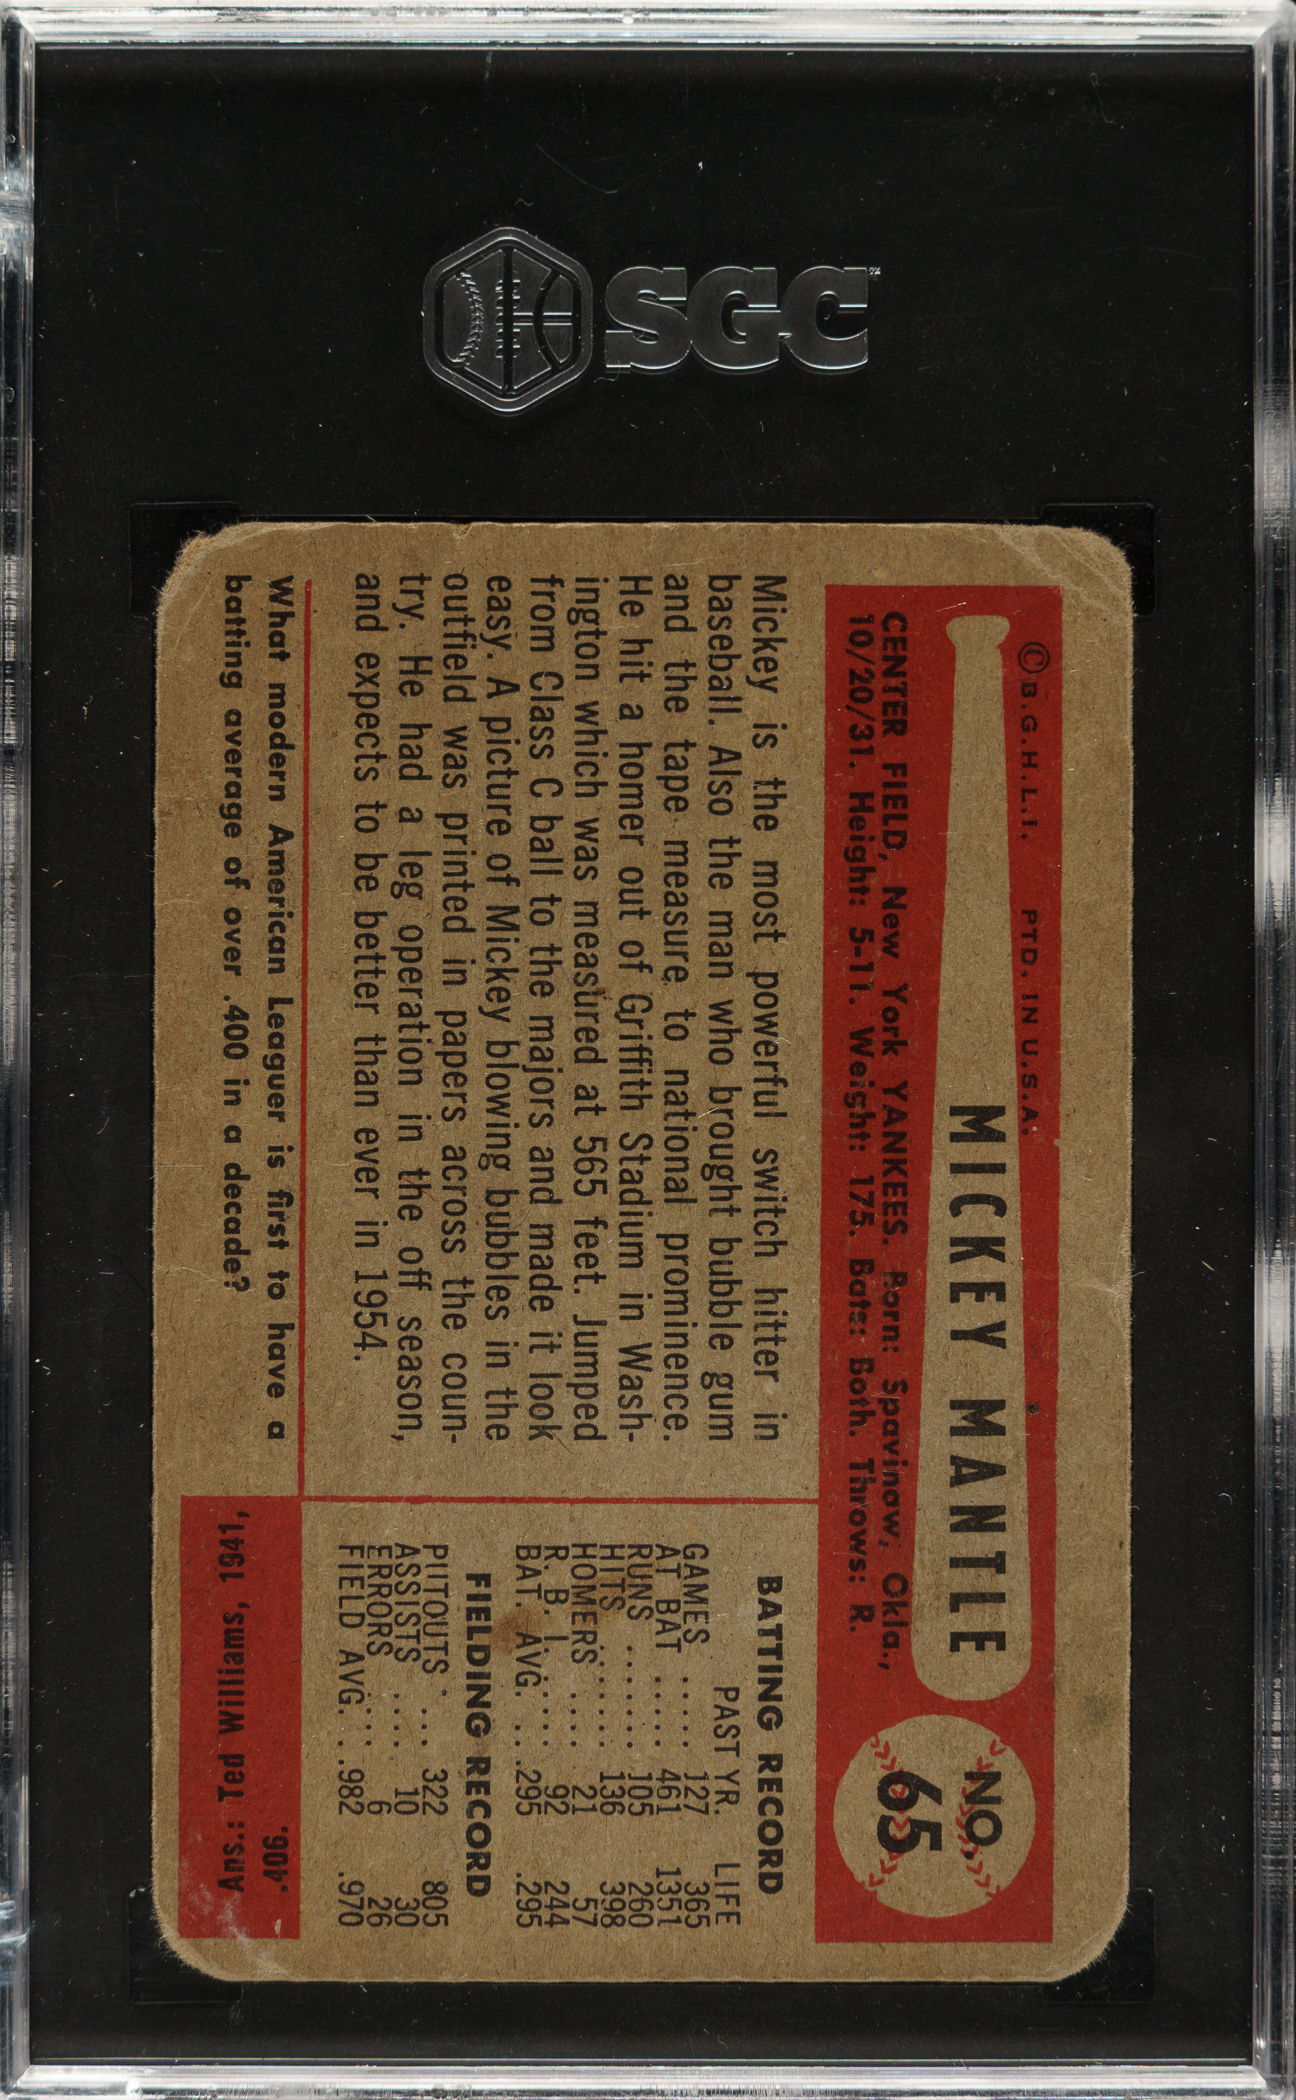 SGC
™
© B.G.H.L.I. PTD. IN U.S.A.
MICKEY MANTLE
NO.
65
CENTER FIELD, New York YANKEES. Born: Spavinaw, Okla.,
10/20/31. Height: 5-11. Weight: 175. Bats: Both. Throws: R.
Mickey is the most powerful switch hitter in
baseball. Also the man who brought bubble gum
and the tape measure to national prominence.
He hit a homer out of Griffith Stadium in Wash-
ington which was measured at 565 feet. Jumped
from Class C ball to the majors and made it look
easy. A picture of Mickey blowing bubbles in the
outfield was printed in papers across the coun-
try. He had a leg operation in the off season,
and expects to be better than ever in 1954.
BATTING RECORD
PAST YR. LIFE
GAMES ..... 127 365
AT BAT ..... 461 1351
RUNS ...... 105 260
HITS ...... 136 398
HOMERS .... 21 57
R. B. I. .... 92 244
BAT. AVG. .. .295 .295
FIELDING RECORD
PUTOUTS ... 322 805
ASSISTS .... 10 30
ERRORS .... 6 26
FIELD AVG. .. .982 .970
What modern American Leaguer is first to have a
batting average of over .400 in a decade?
Ans.: Ted Williams, 1941,
.406.